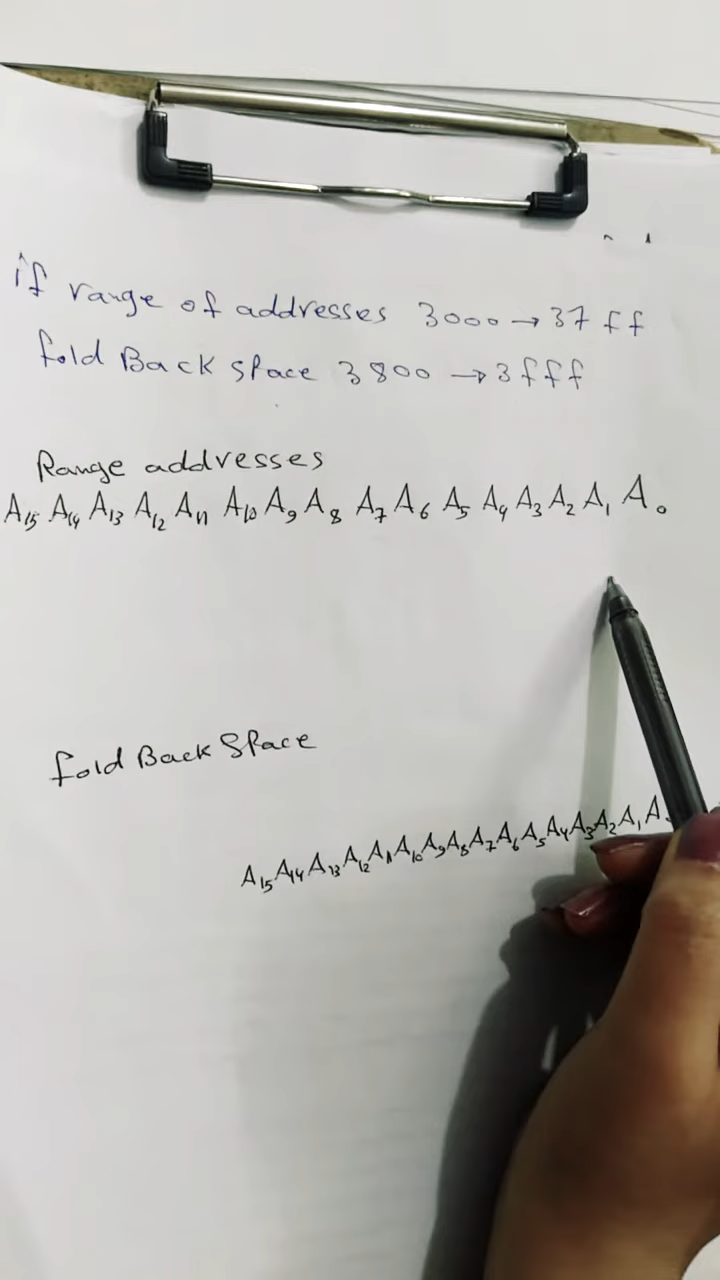 if range of addresses 3000 → 37ff
fold Back Space 3800 → 3fff
Range addresses
A15 A14 A13 A12 A11 A10 A9 A8 A7 A6 A5 A4 A3 A2 A1 A0
fold Back Space
A15 A14 A13 A12 A11 A10 A9 A8 A7 A6 A5 A4 A3 A2 A1 A